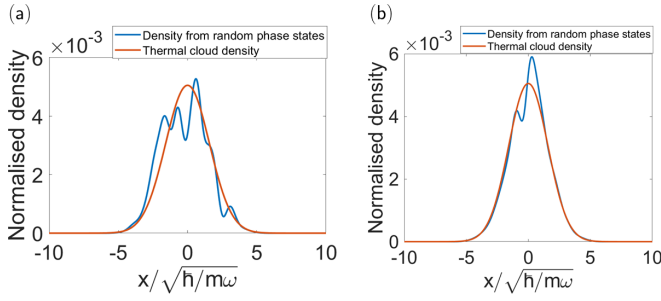 (a)
Density from random phase states
Thermal cloud density
×10⁻³
6
4
2
0
Normalised density
-10 -5 0 5 10
x/√ħ/mω
(b)
Density from random phase states
Thermal cloud density
×10⁻³
6
4
2
0
Normalised density
-10 -5 0 5 10
x/√ħ/mω